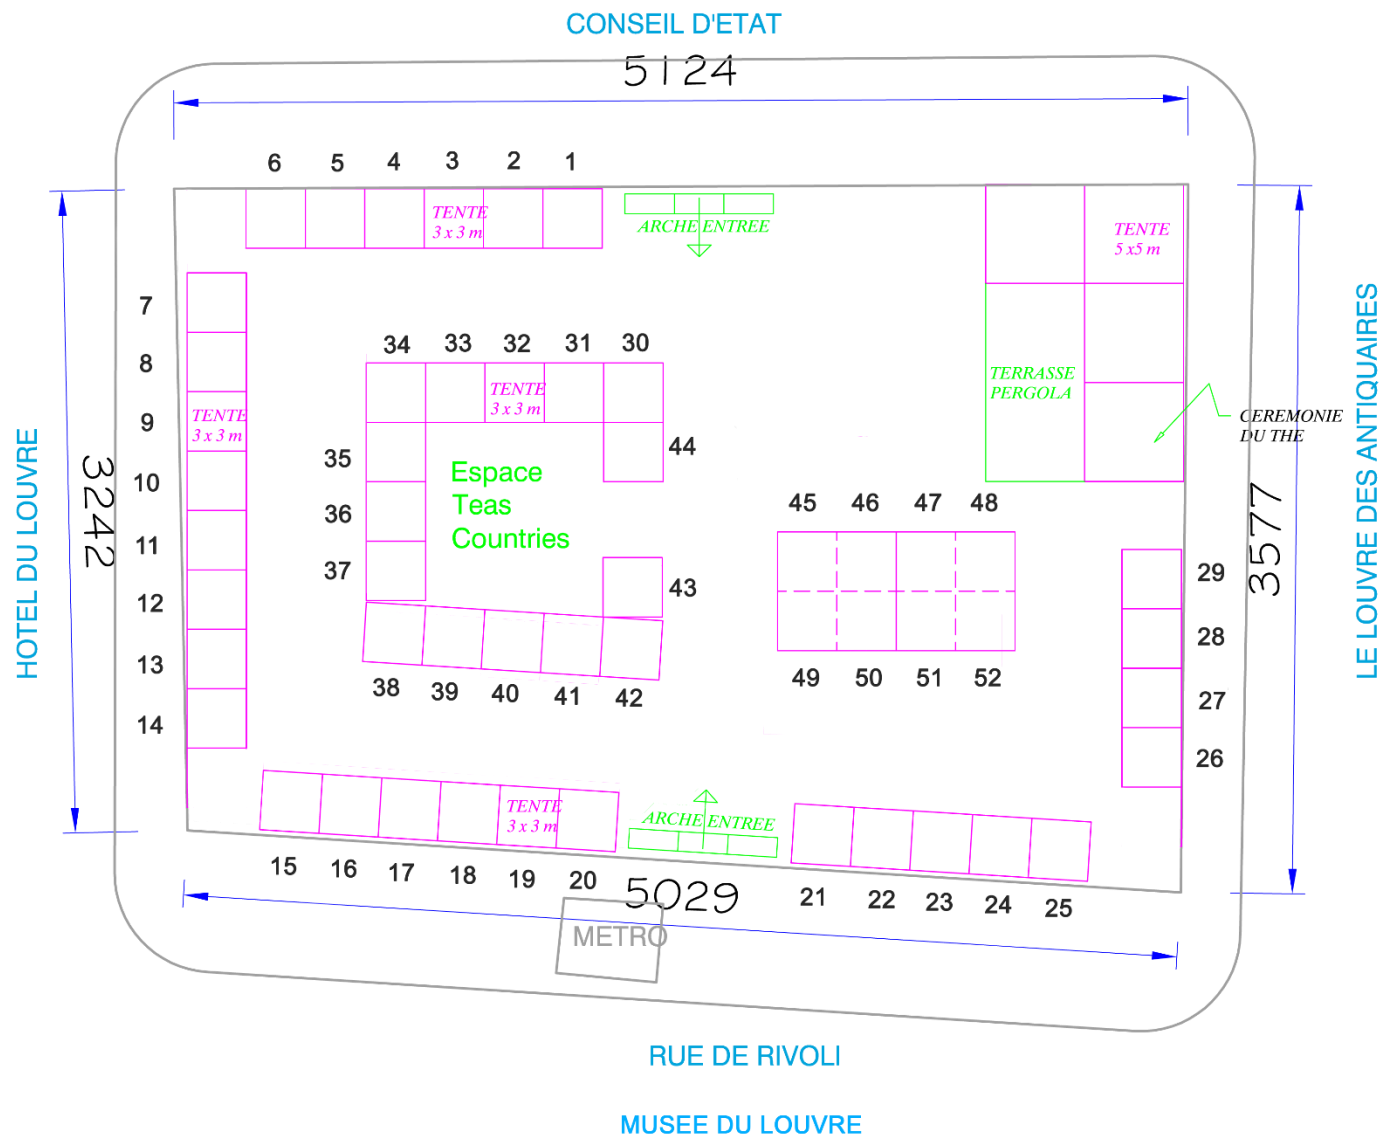 CONSEIL D'ETAT
5124
6 5 4 3 2 1
TENTE
3 x 3 m
ARCHE ENTREE
TENTE
5 x5 m
7
8
9
10
11
12
13
14
TENTE
3 x 3 m
HOTEL DU LOUVRE
3242
34 33 32 31 30
TENTE
3 x 3 m
35
36
37
44
43
Espace
Teas
Countries
38 39 40 41 42
TERRASSE
PERGOLA
CEREMONIE
DU THE
45 46 47 48
49 50 51 52
29
28
27
26
3577
LE LOUVRE DES ANTIQUAIRES
TENTE
3 x 3 m
ARCHE ENTREE
15 16 17 18 19 20
5029
21 22 23 24 25
METRO
RUE DE RIVOLI
MUSEE DU LOUVRE